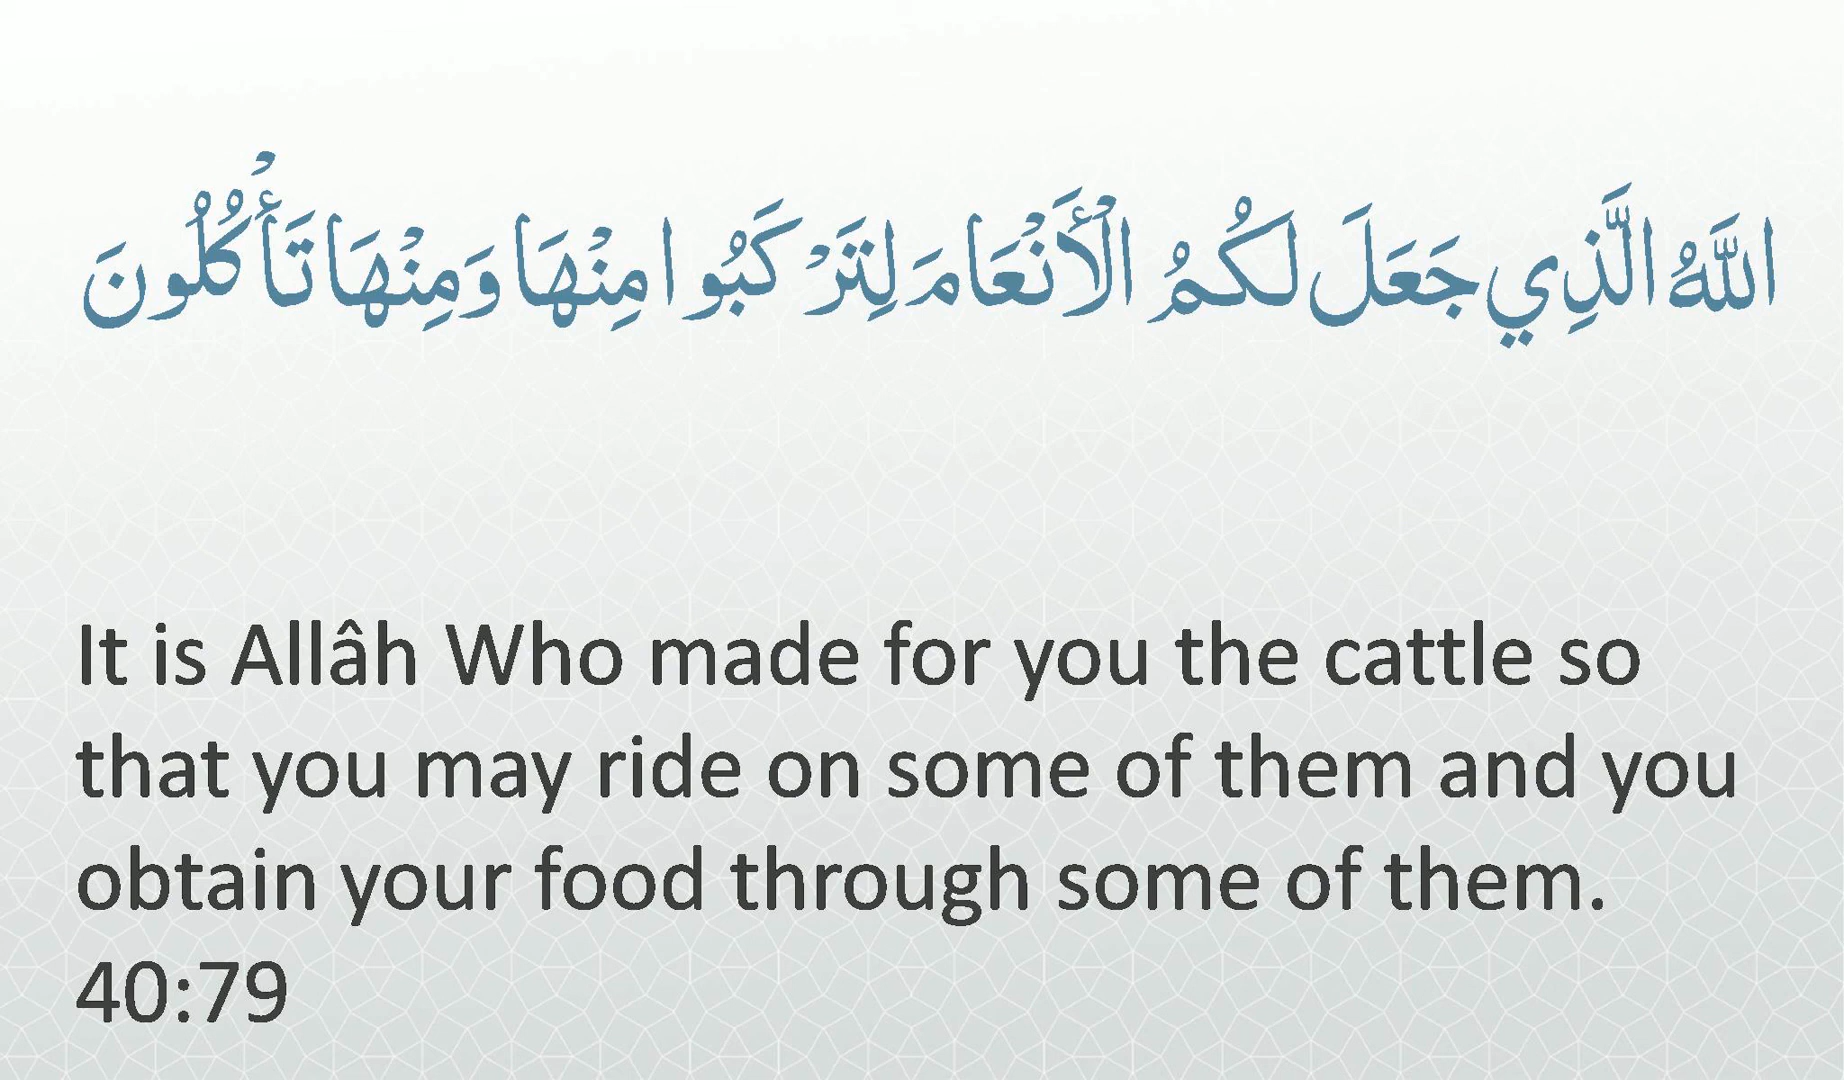 اللَّهُ الَّذِي جَعَلَ لَكُمُ الْأَنْعَامَ لِتَرْكَبُوا مِنْهَا وَمِنْهَا تَأْكُلُونَ
It is Allâh Who made for you the cattle so
that you may ride on some of them and you
obtain your food through some of them.
40:79